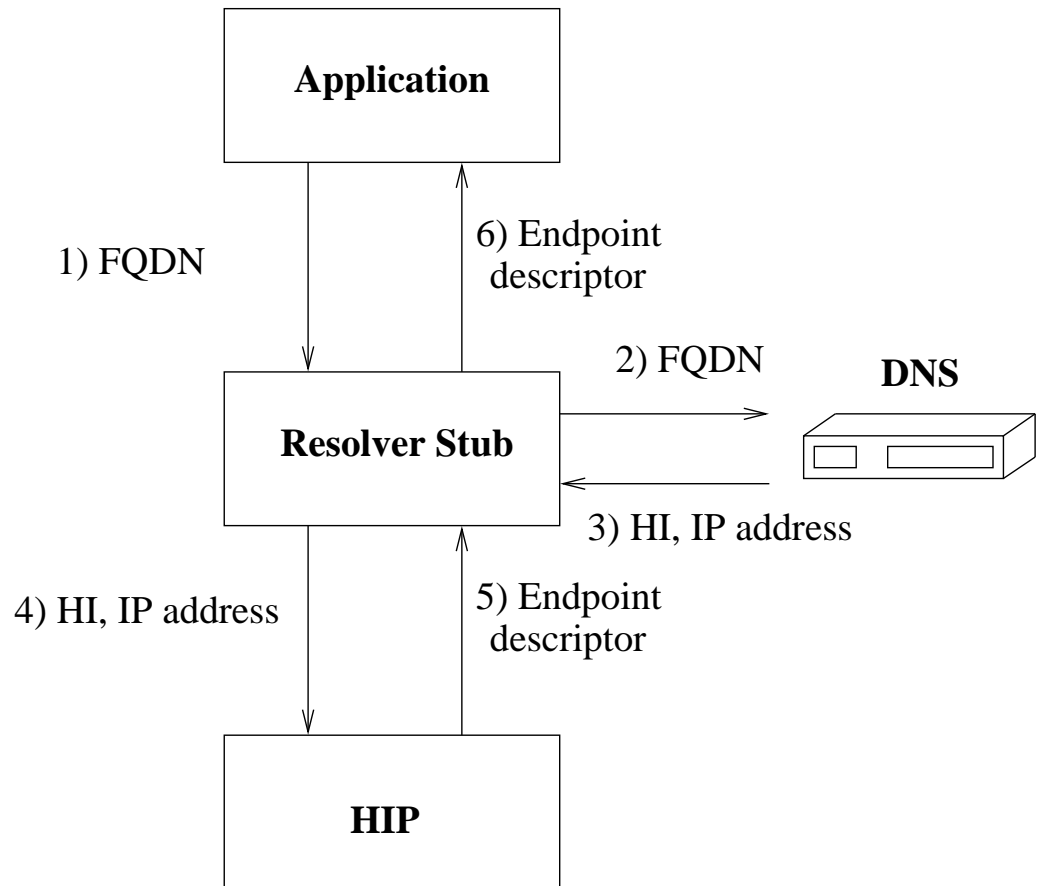 Application
1) FQDN
6) Endpoint
descriptor
2) FQDN
DNS
Resolver Stub
3) HI, IP address
4) HI, IP address
5) Endpoint
descriptor
HIP